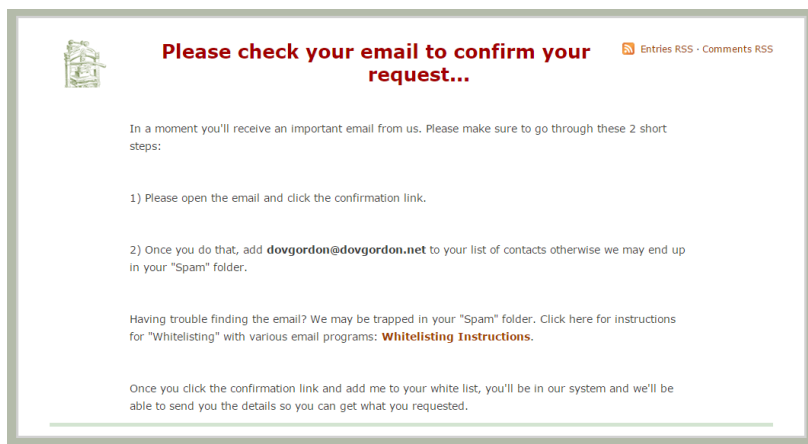 Please check your email to confirm your
request...
Entries RSS · Comments RSS
In a moment you'll receive an important email from us. Please make sure to go through these 2 short
steps:
1) Please open the email and click the confirmation link.
2) Once you do that, add dovgordon@dovgordon.net to your list of contacts otherwise we may end up
in your "Spam" folder.
Having trouble finding the email? We may be trapped in your "Spam" folder. Click here for instructions
for "Whitelisting" with various email programs: Whitelisting Instructions.
Once you click the confirmation link and add me to your white list, you'll be in our system and we'll be
able to send you the details so you can get what you requested.